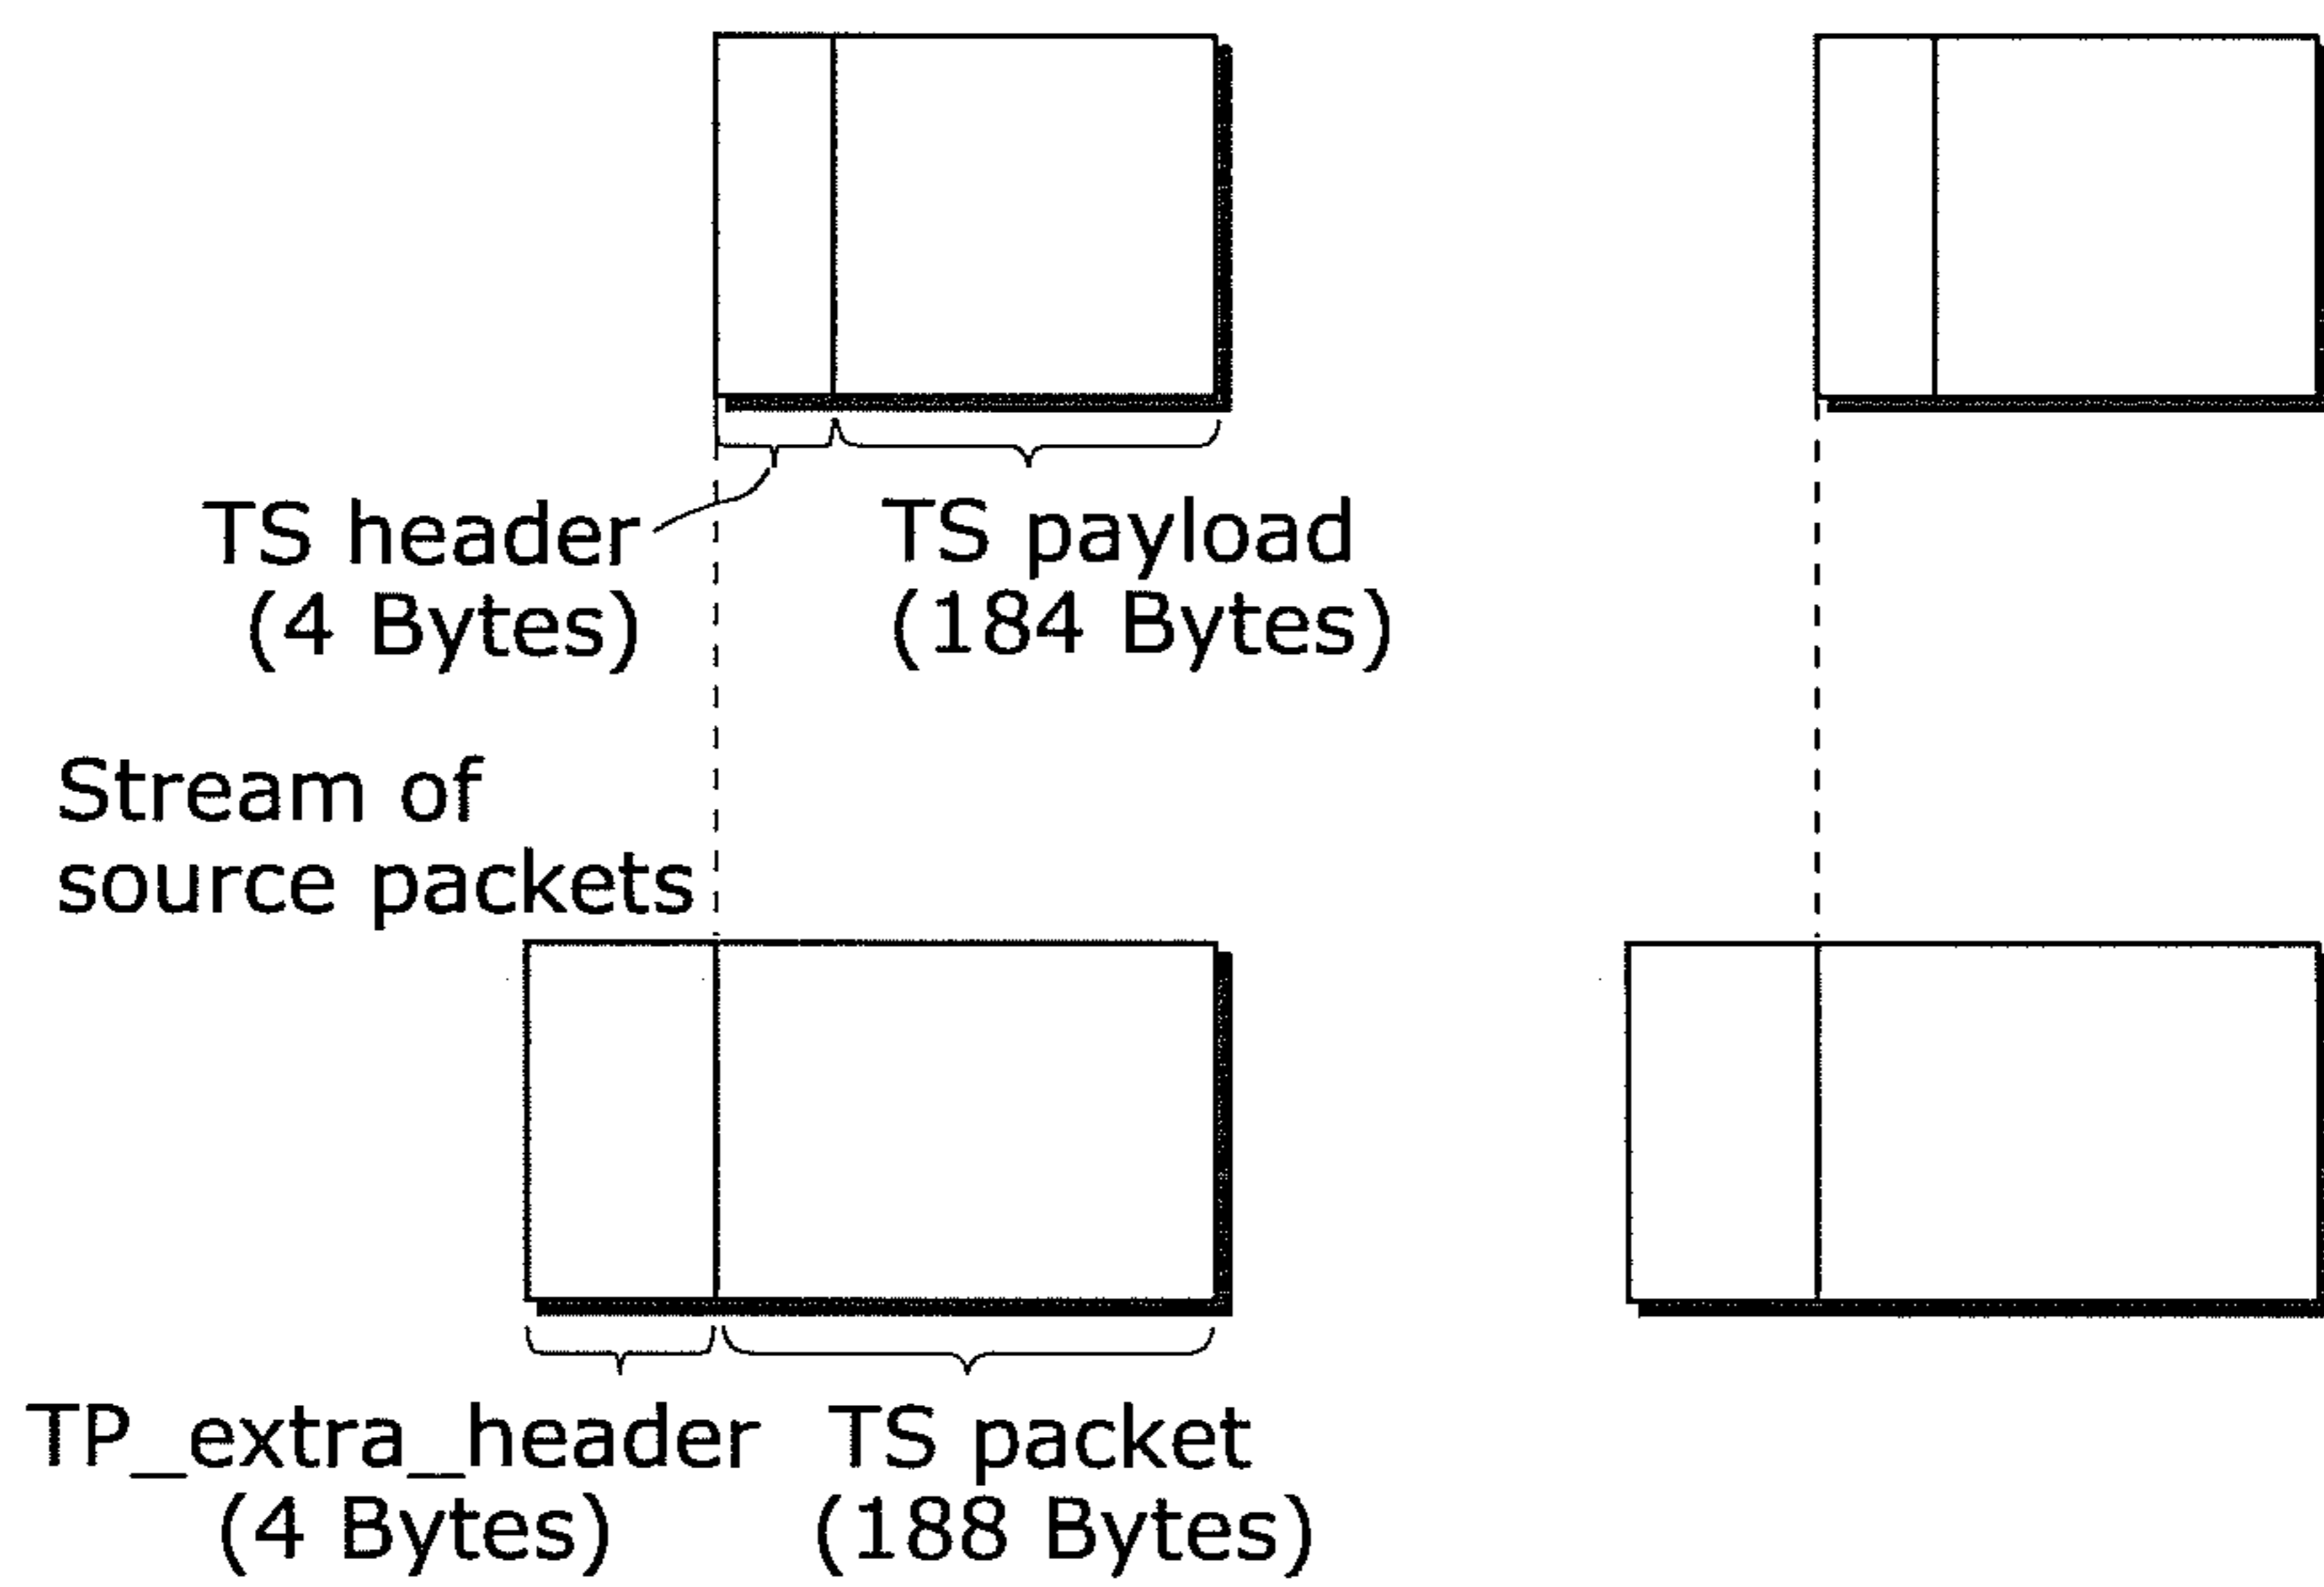 TS header
(4 Bytes)
TS payload
(184 Bytes)
Stream of
source packets
TP_extra_header
(4 Bytes)
TS packet
(188 Bytes)